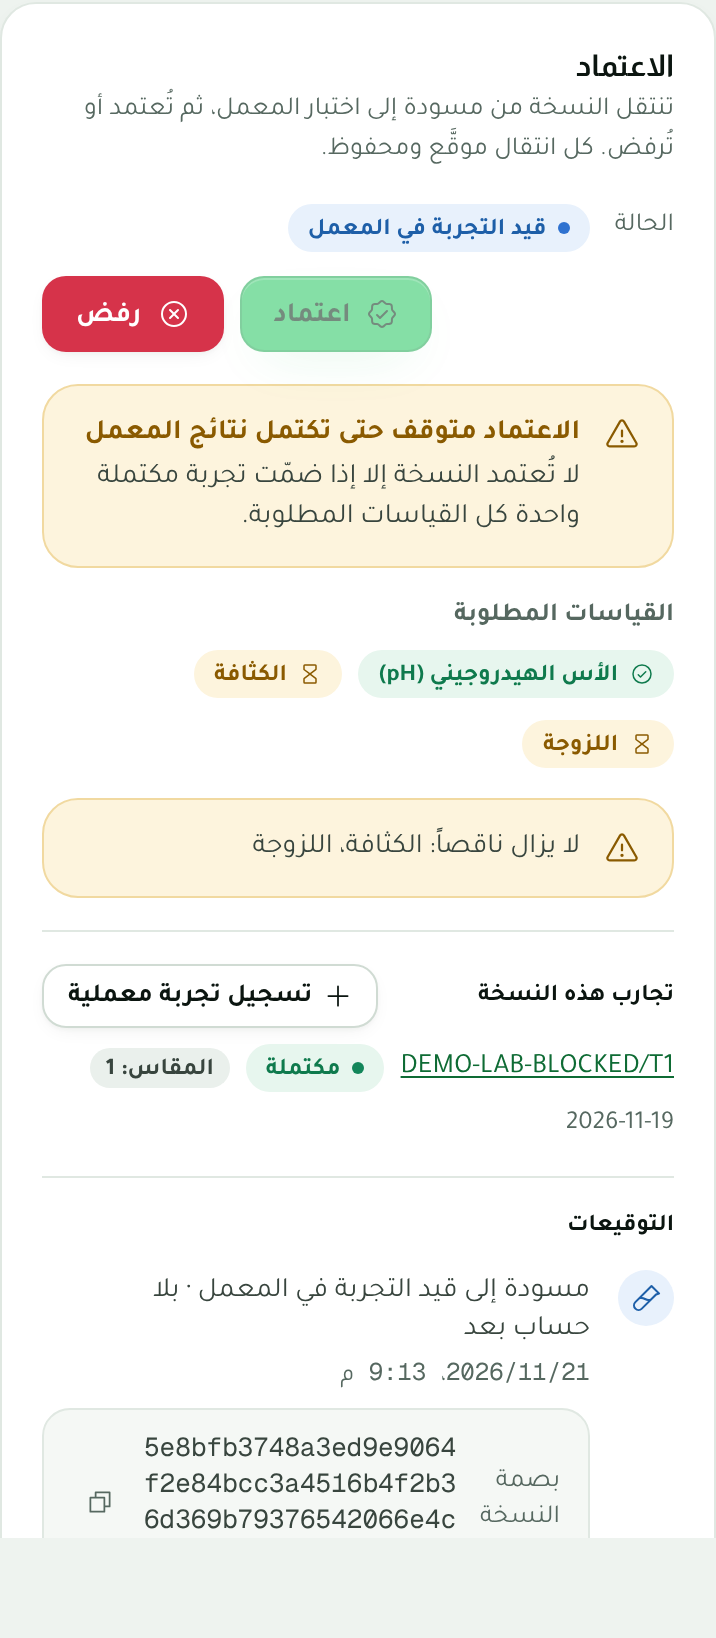 الاعتماد
تنتقل النسخة من مسودة إلى اختبار المعمل، ثم تُعتمد أو
تُرفض. كل انتقال موقَّع ومحفوظ.
الحالة
قيد التجربة في المعمل
اعتماد
رفض
الاعتماد متوقف حتى تكتمل نتائج المعمل
لا تُعتمد النسخة إلا إذا ضمّت تجربة مكتملة
واحدة كل القياسات المطلوبة.
القياسات المطلوبة
الأس الهيدروجيني (pH)
الكثافة
اللزوجة
لا يزال ناقصاً: الكثافة، اللزوجة
تجارب هذه النسخة
تسجيل تجربة معملية
DEMO-LAB-BLOCKED/T1
مكتملة
المقاس: 1
2026-11-19
التوقيعات
مسودة إلى قيد التجربة في المعمل · بلا
حساب بعد
2026/11/21، 9:13 م
بصمة
النسخة
5e8bfb3748a3ed9e9064
f2e84bcc3a4516b4f2b3
6d369b79376542066e4c